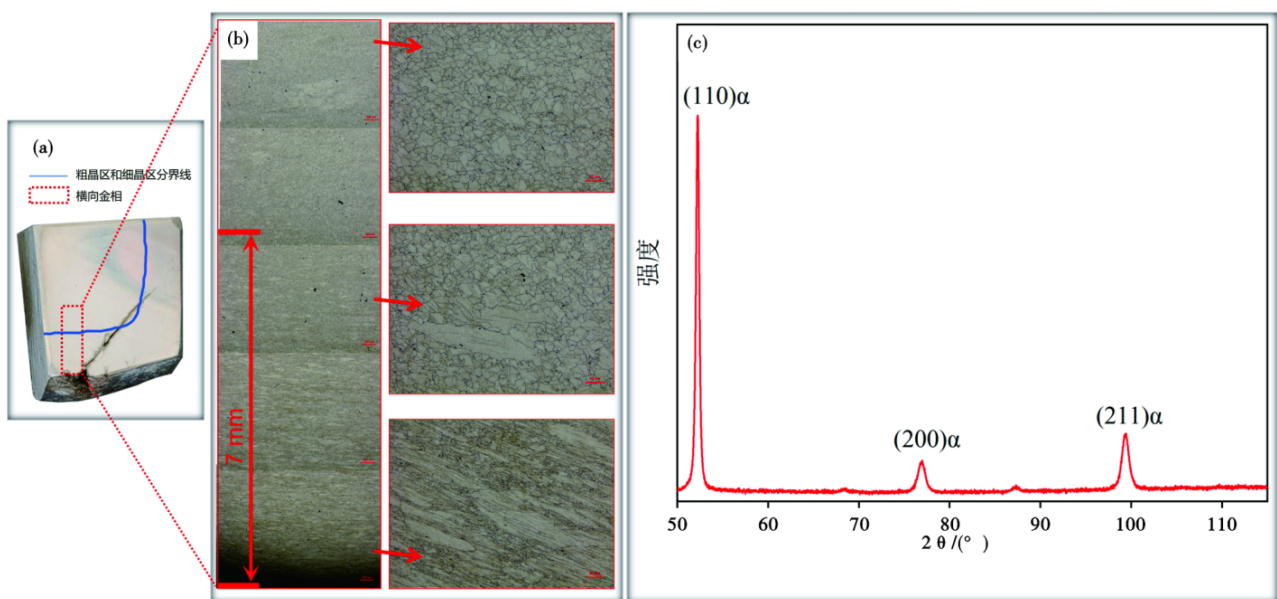 (a)
粗晶区和细晶区分界线
横向金相
(b)
7 mm
(c)
(110)α
(200)α
(211)α
强度
50 60 70 80 90 100 110
2 θ /(° )